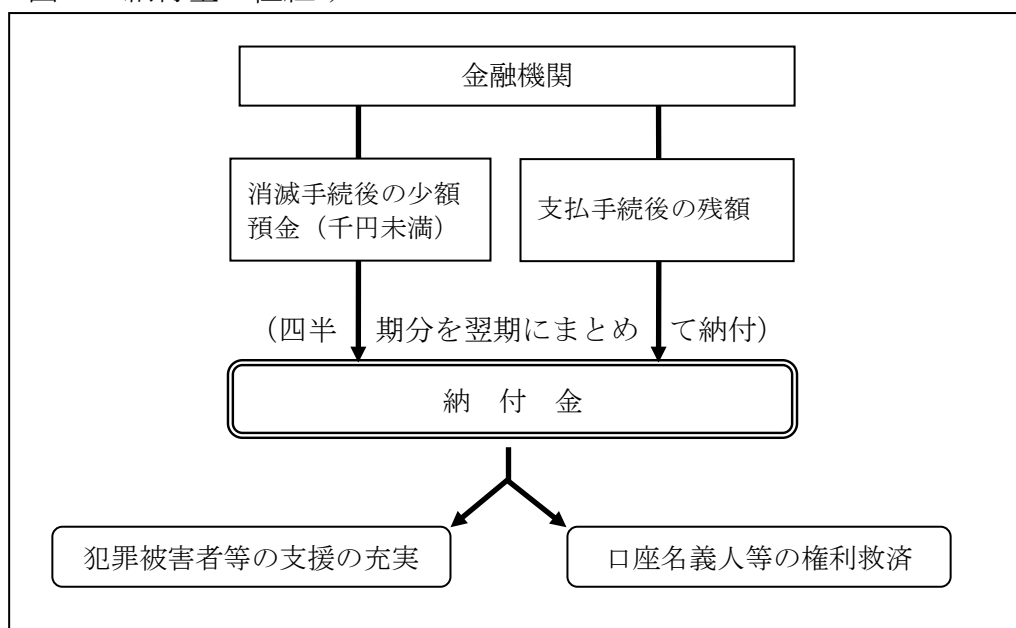 金融機関
消滅手続後の少額
預金（千円未満）
支払手続後の残額
（四半期分を翌期にまとめて納付）
納　付　金
犯罪被害者等の支援の充実
口座名義人等の権利救済